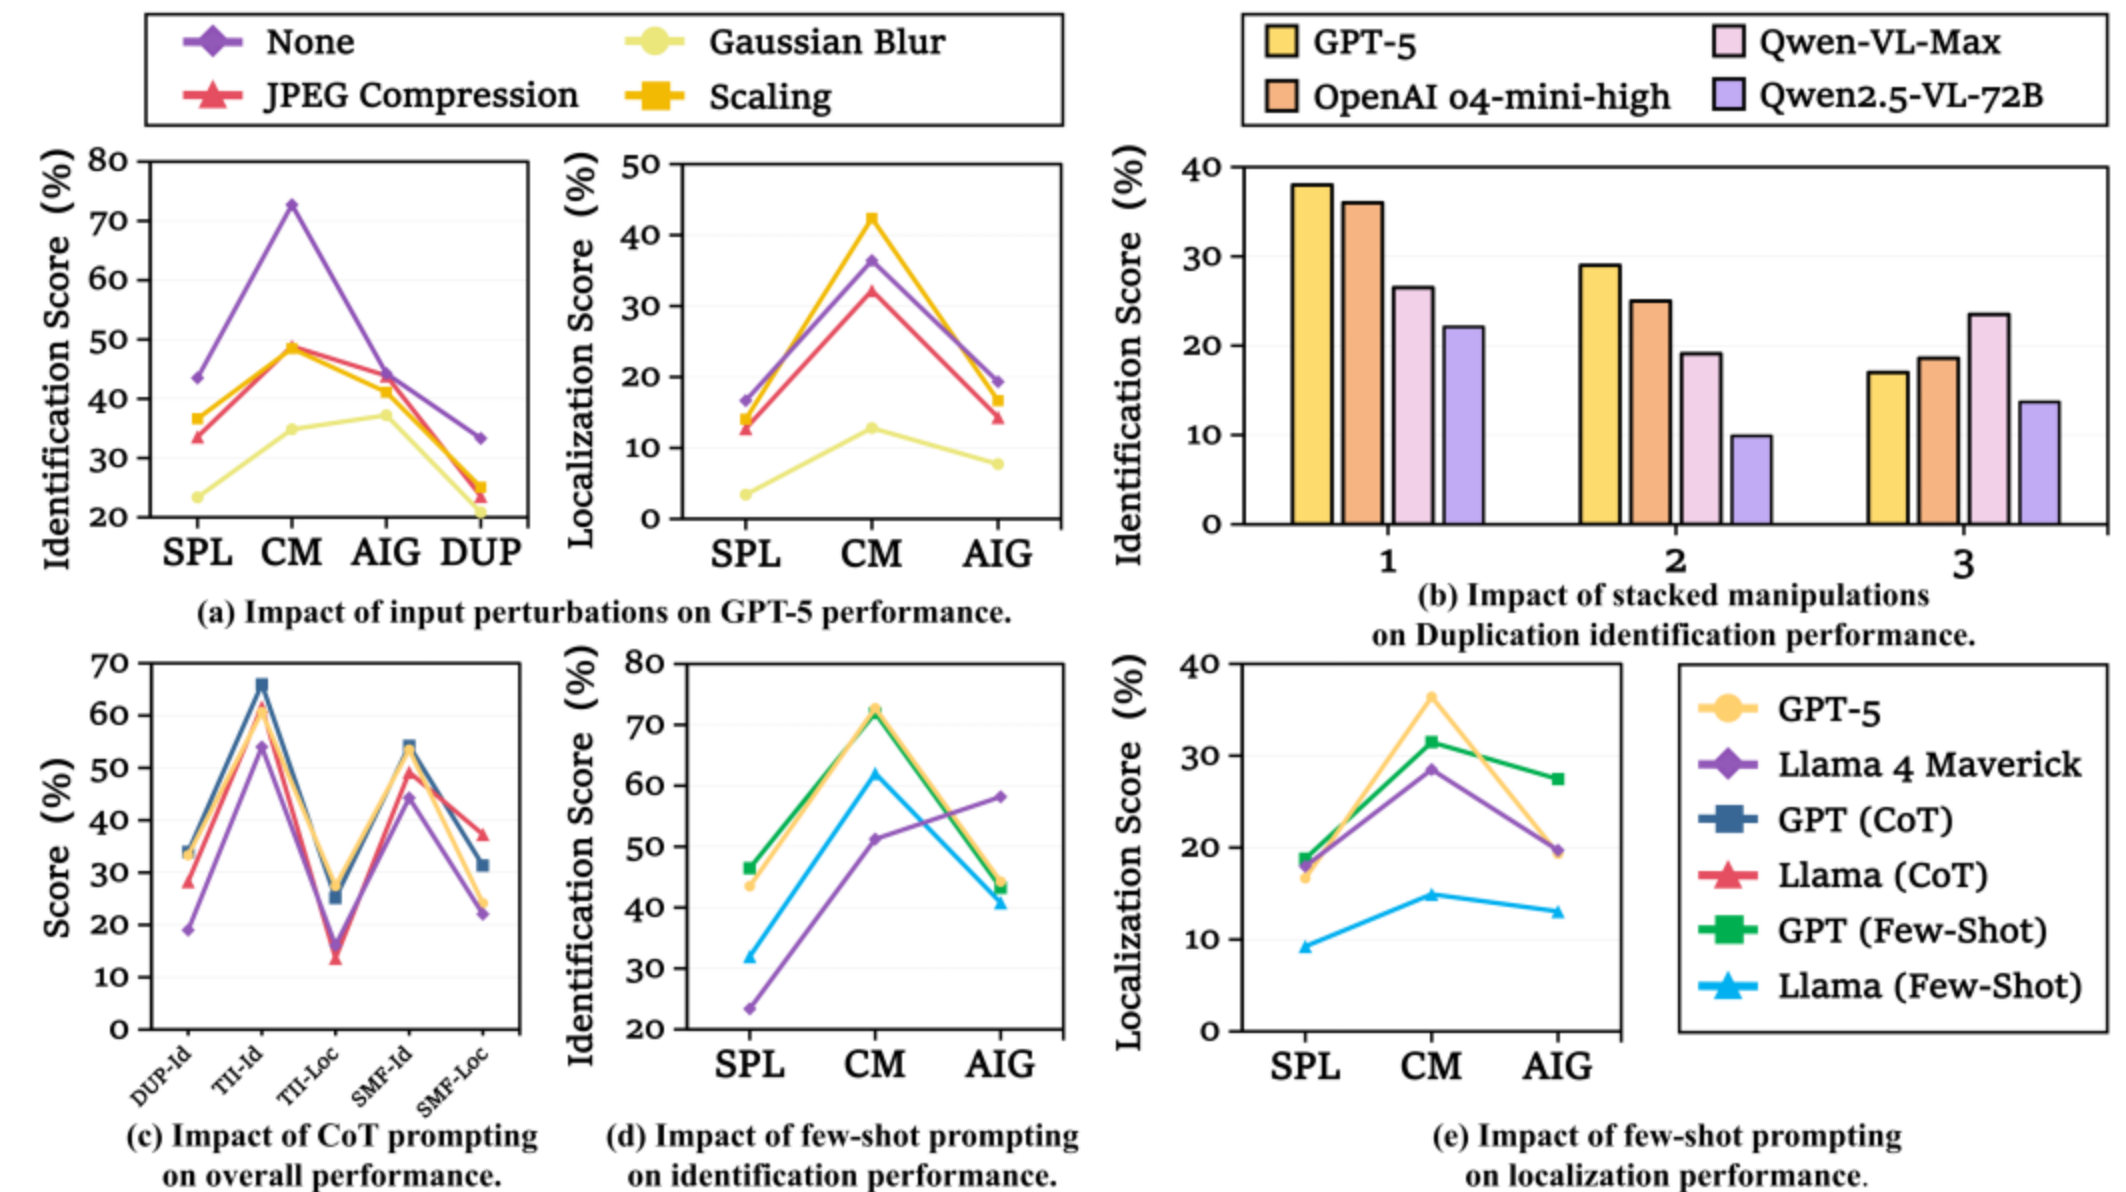 None
Gaussian Blur
JPEG Compression
Scaling
GPT-5
Qwen-VL-Max
OpenAI o4-mini-high
Qwen2.5-VL-72B
Identification Score (%)
80
70
60
50
40
30
20
SPL CM AIG DUP
Localization Score (%)
50
40
30
20
10
0
SPL CM AIG
(a) Impact of input perturbations on GPT-5 performance.
Identification Score (%)
40
30
20
10
0
1 2 3
(b) Impact of stacked manipulations
on Duplication identification performance.
Score (%)
70
60
50
40
30
20
10
0
DUP-Id
TII-Id
TII-Loc
SMF-Id
SMF-Loc
(c) Impact of CoT prompting
on overall performance.
Identification Score (%)
80
70
60
50
40
30
20
SPL CM AIG
(d) Impact of few-shot prompting
on identification performance.
Localization Score (%)
40
30
20
10
0
SPL CM AIG
(e) Impact of few-shot prompting
on localization performance.
GPT-5
Llama 4 Maverick
GPT (CoT)
Llama (CoT)
GPT (Few-Shot)
Llama (Few-Shot)